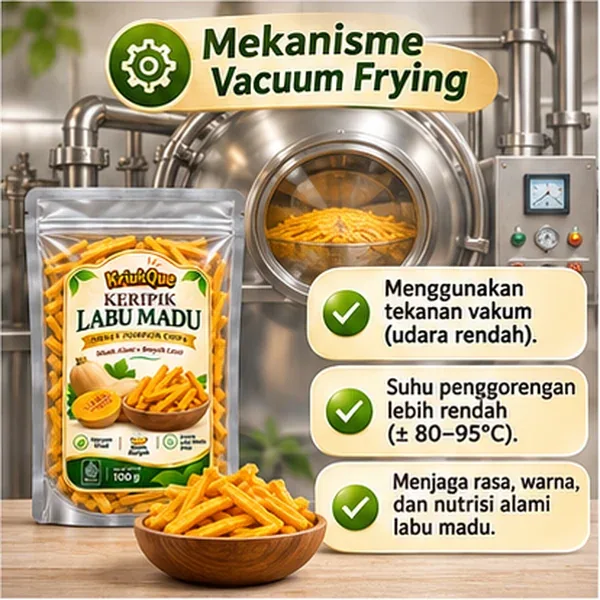 Mekanisme
Vacuum Frying
KriukQue
KERIPIK
LABU MADU
100 g
Menggunakan
tekanan vakum
(udara rendah).
Suhu penggorengan
lebih rendah
(± 80–95°C).
Menjaga rasa, warna,
dan nutrisi alami
labu madu.